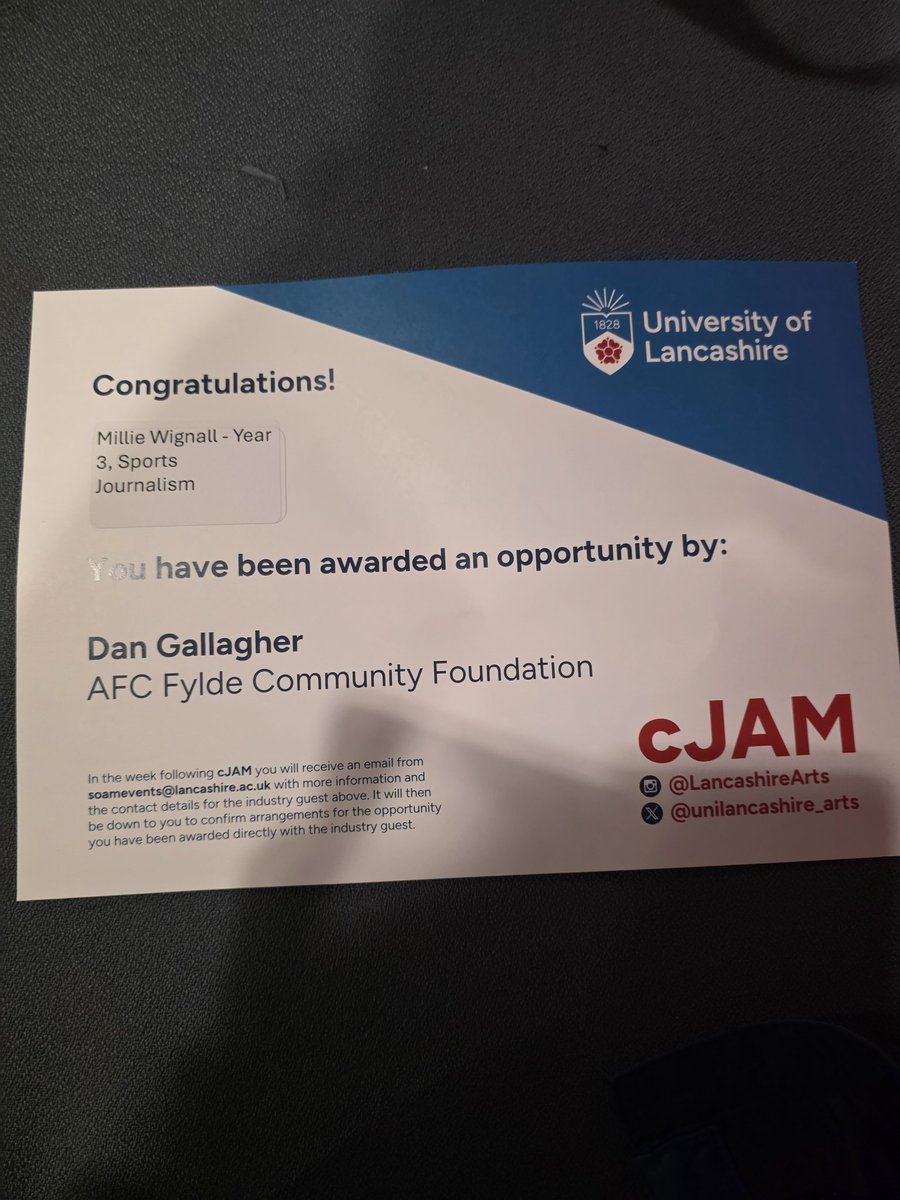 1828
University of
Lancashire
Congratulations!
Millie Wignall - Year
3, Sports
Journalism
You have been awarded an opportunity by:
Dan Gallagher
AFC Fylde Community Foundation
In the week following cJAM you will receive an email from
soamevents@lancashire.ac.uk with more information and
the contact details for the industry guest above. It will then
be down to you to confirm arrangements for the opportunity
you have been awarded directly with the industry guest.
cJAM
@LancashireArts
@unilancashire_arts